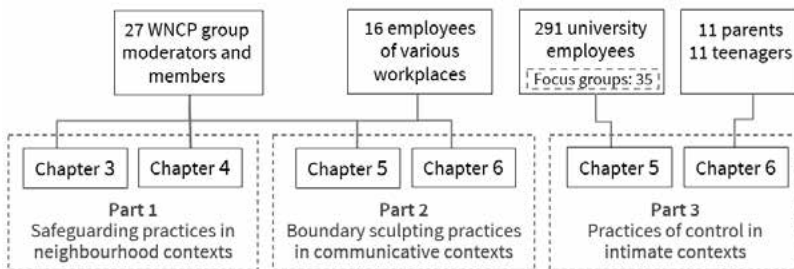 27 WNCP group
moderators and
members
16 employees
of various
workplaces
291 university
employees
Focus groups: 35
11 parents
11 teenagers
Chapter 3
Chapter 4
Chapter 5
Chapter 6
Chapter 5
Chapter 6
Part 1
Safeguarding practices in
neighbourhood contexts
Part 2
Boundary sculpting practices
in communicative contexts
Part 3
Practices of control in
intimate contexts